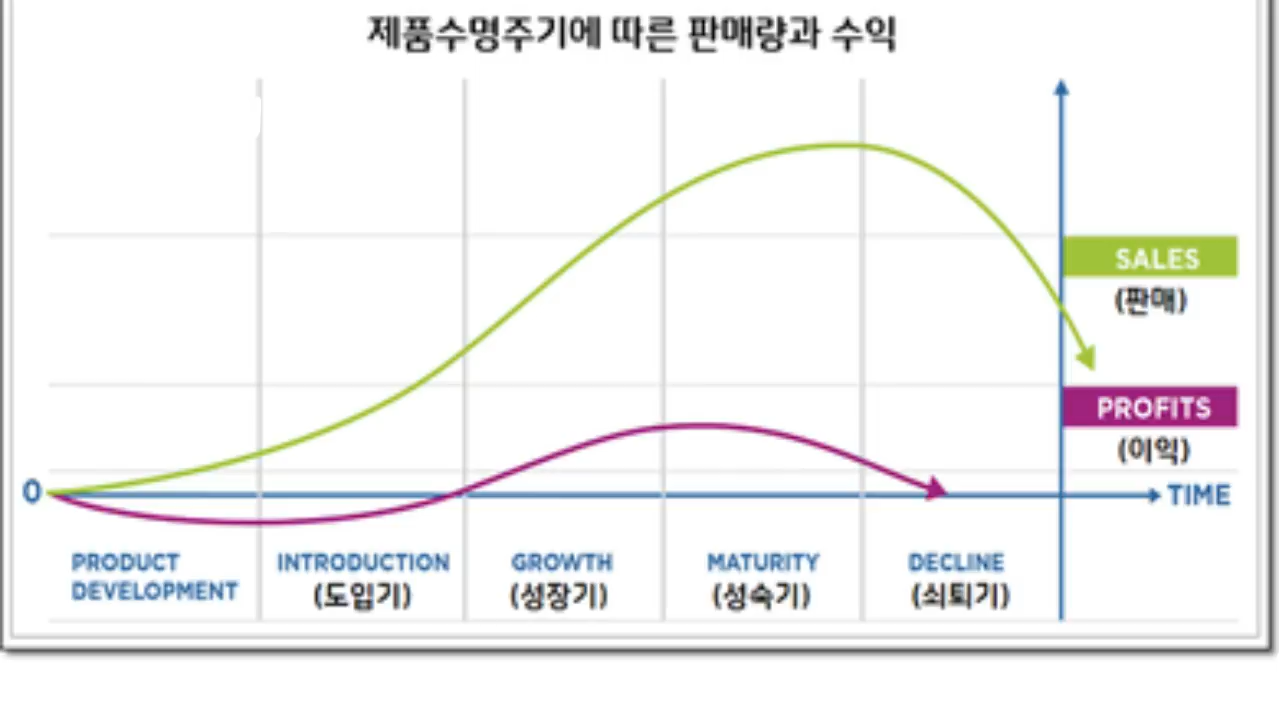 제품수명주기에 따른 판매량과 수익
SALES
(판매)
PROFITS
(이익)
0
TIME
PRODUCT
DEVELOPMENT
INTRODUCTION
(도입기)
GROWTH
(성장기)
MATURITY
(성숙기)
DECLINE
(쇠퇴기)